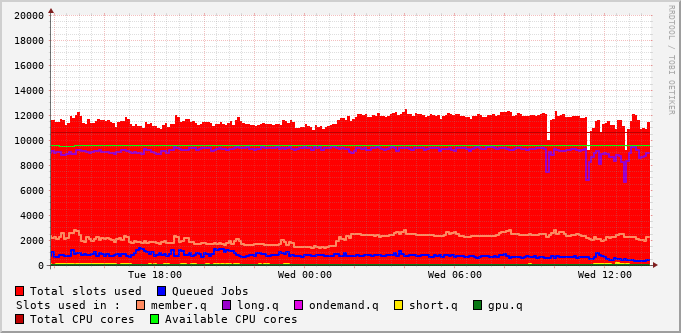 RRDTOOL / TOBI OETIKER
20000
18000
16000
14000
12000
10000
8000
6000
4000
2000
0
Tue 18:00 Wed 00:00 Wed 06:00 Wed 12:00
Total slots used Queued Jobs
Slots used in : member.q long.q ondemand.q short.q gpu.q
Total CPU cores Available CPU cores